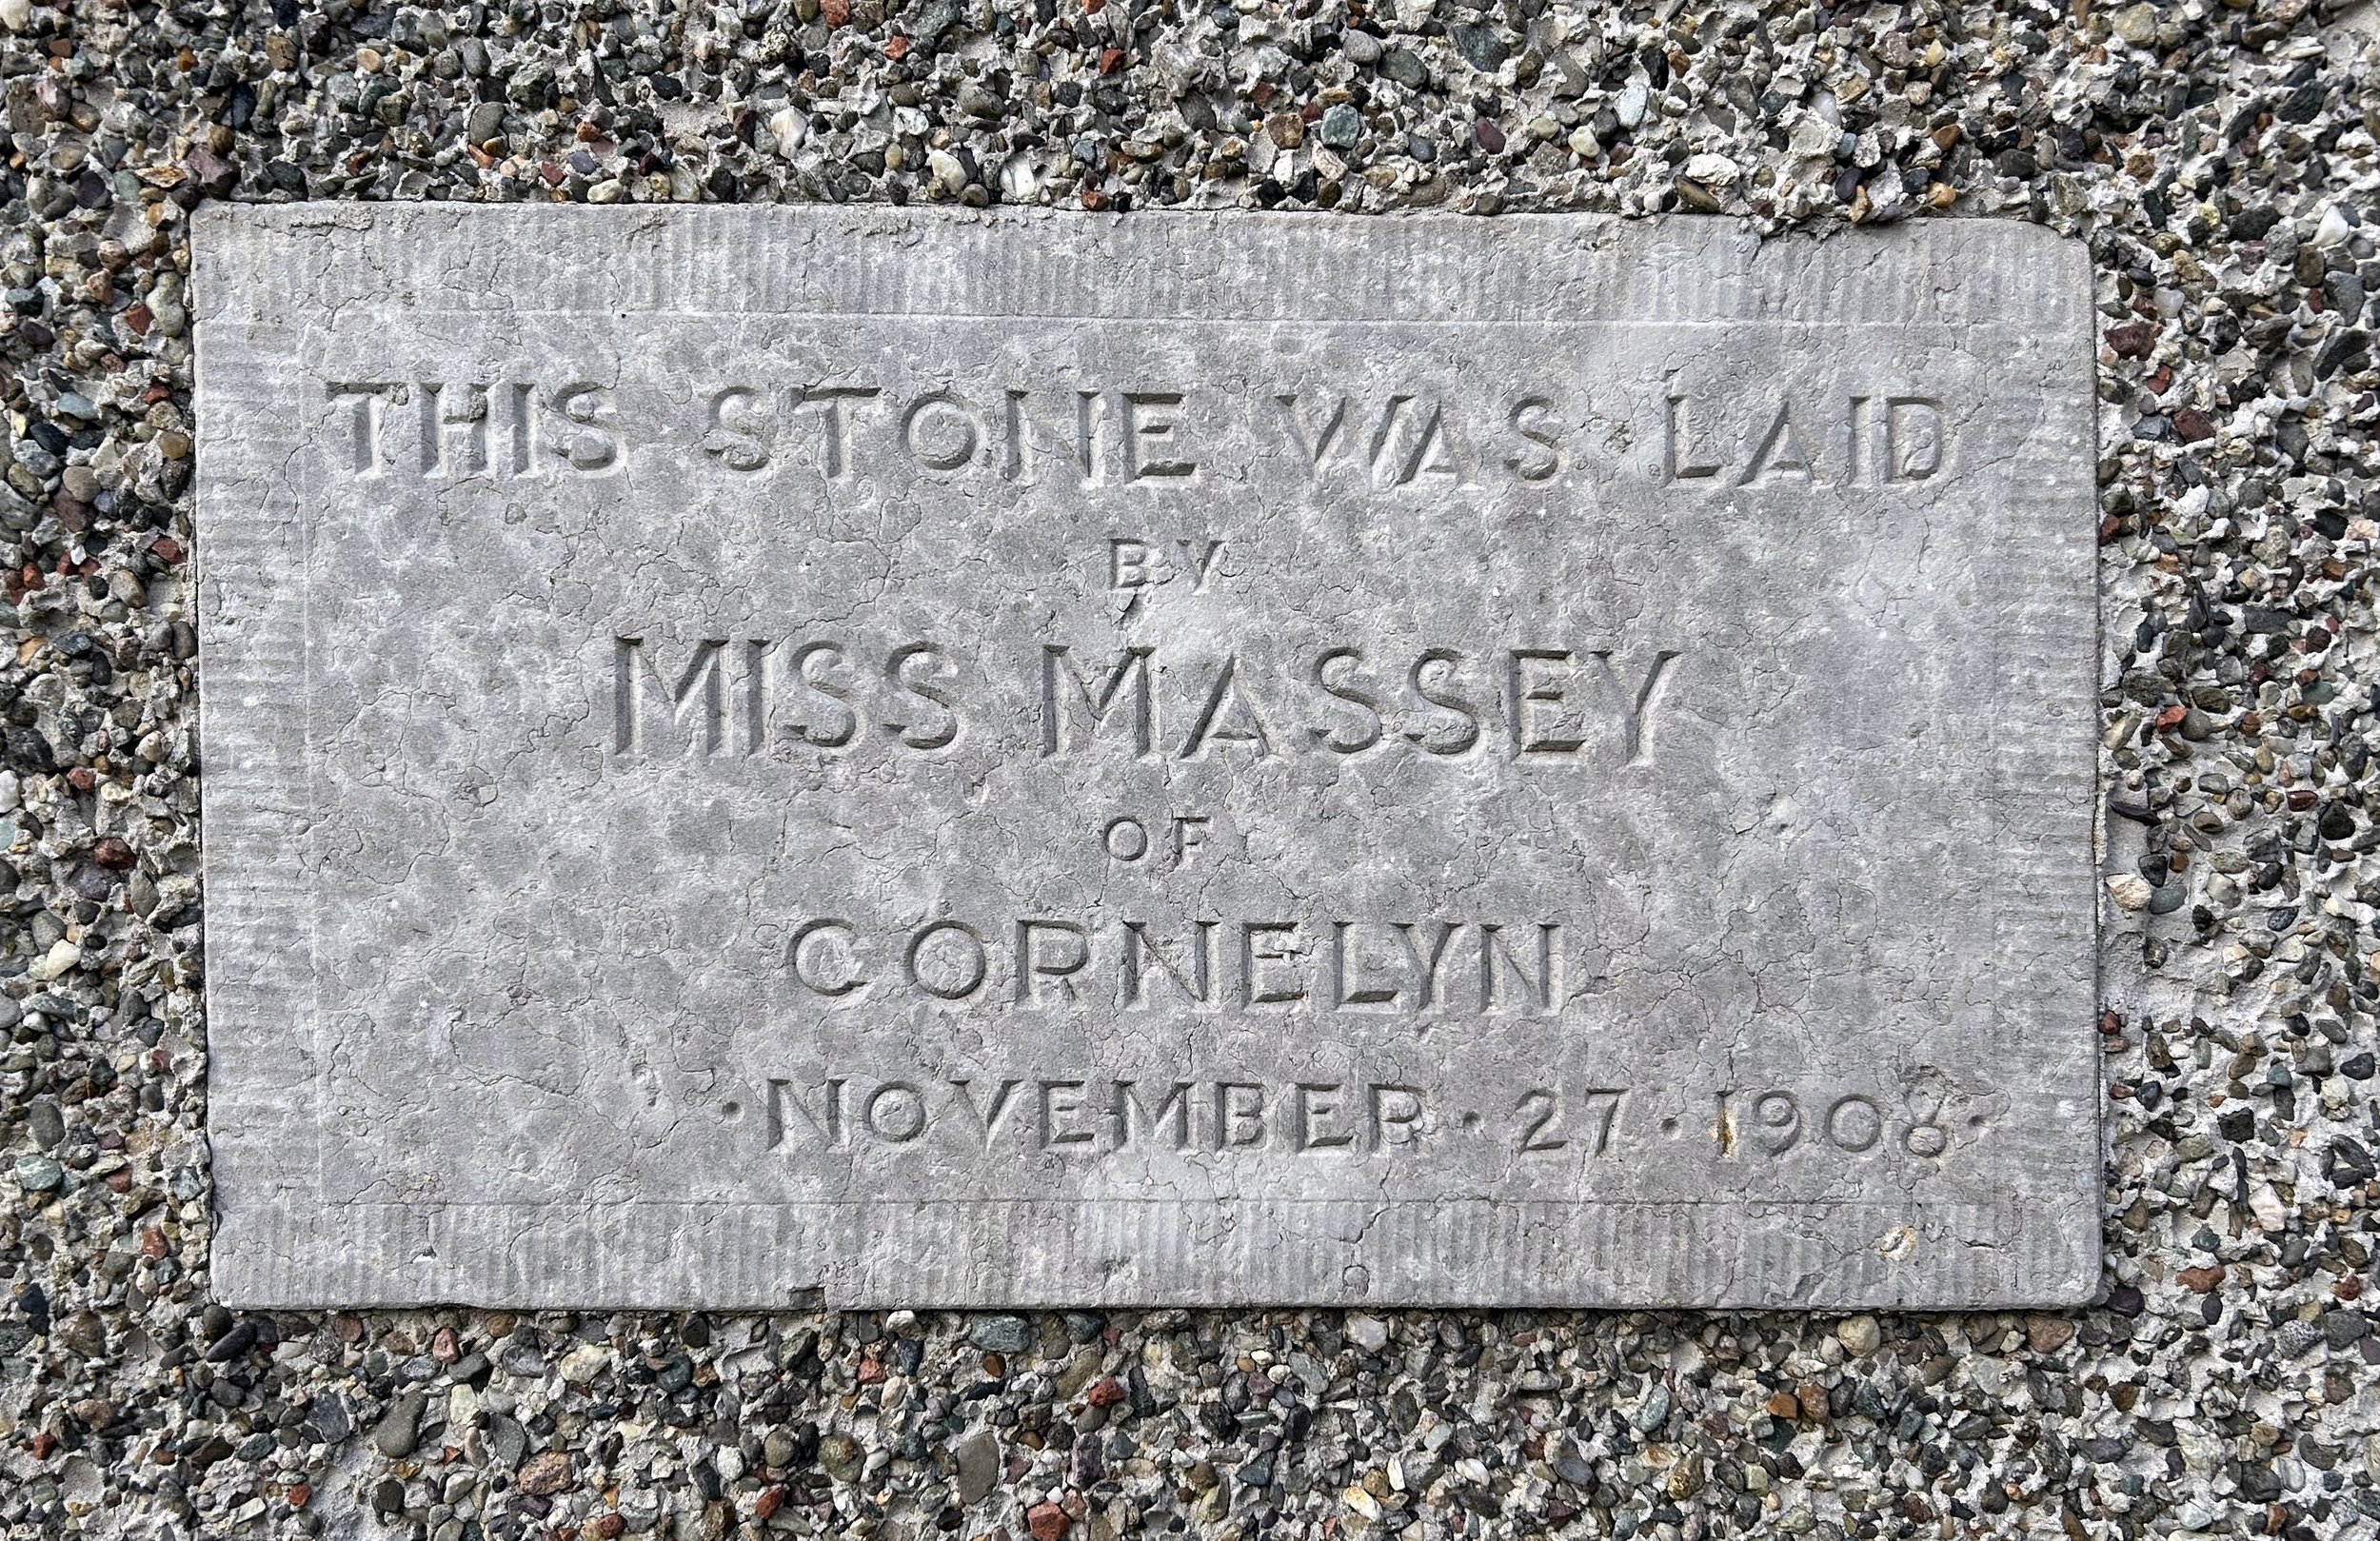 THIS STONE WAS LAID
BY
MISS MASSEY
OF
CORNELYN
·NOVEMBER·27·1908·